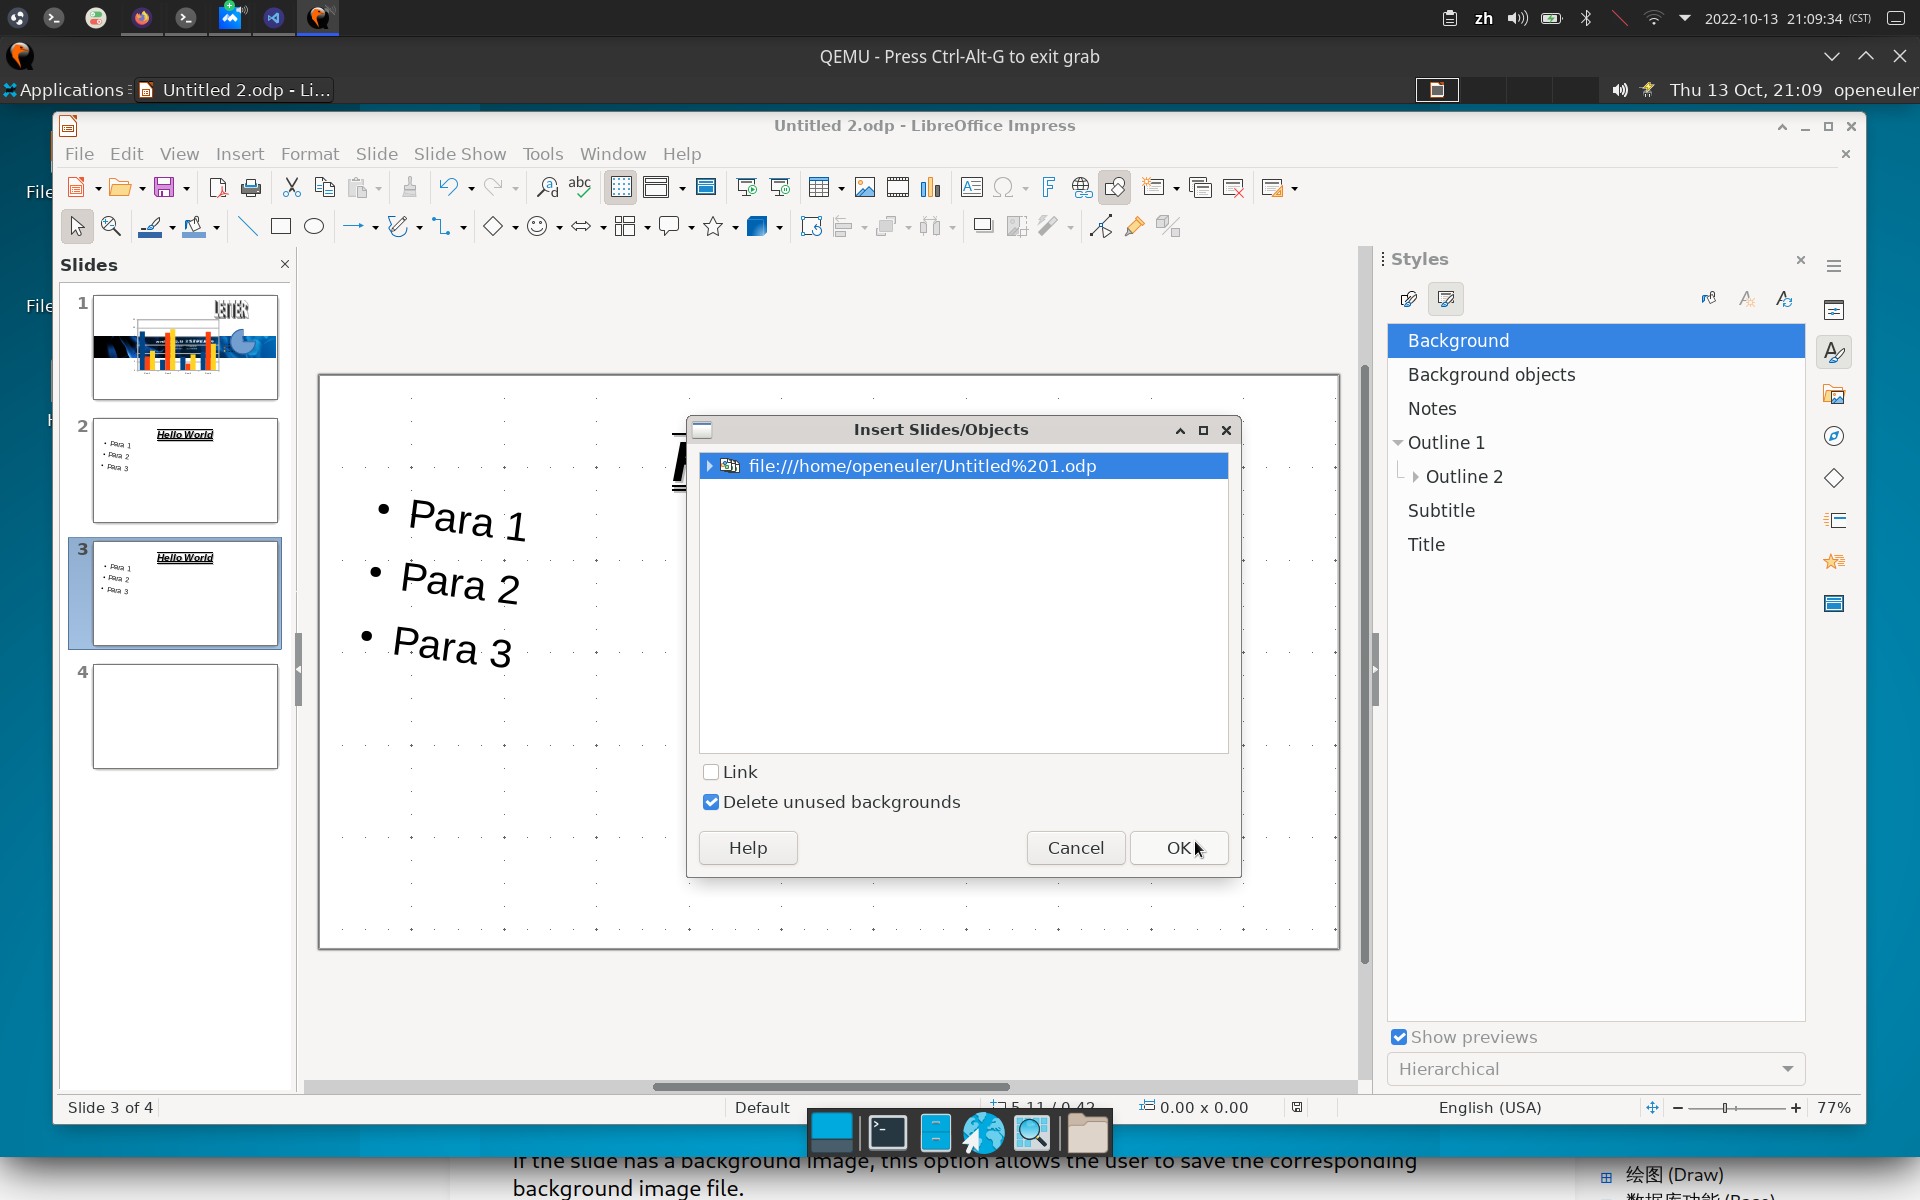 zh
2022-10-13 21:09:34 (CST)
QEMU - Press Ctrl-Alt-G to exit grab
Applications
Untitled 2.odp - Li...
Thu 13 Oct, 21:09 openeuler
Untitled 2.odp - LibreOffice Impress
File Edit View Insert Format Slide Slide Show Tools Window Help
File
File
Slides
1
2
Hello World
Para 1
Para 2
Para 3
3
Hello World
Para 1
Para 2
Para 3
4
• Para 1
• Para 2
• Para 3
Insert Slides/Objects
file:///home/openeuler/Untitled%201.odp
Link
Delete unused backgrounds
Help
Cancel
OK
Styles
Background
Background objects
Notes
Outline 1
Outline 2
Subtitle
Title
Show previews
Hierarchical
Slide 3 of 4
Default
5.11 / 0.42
0.00 x 0.00
English (USA)
77%
If the slide has a background image, this option allows the user to save the corresponding
background image file.
绘图 (Draw)